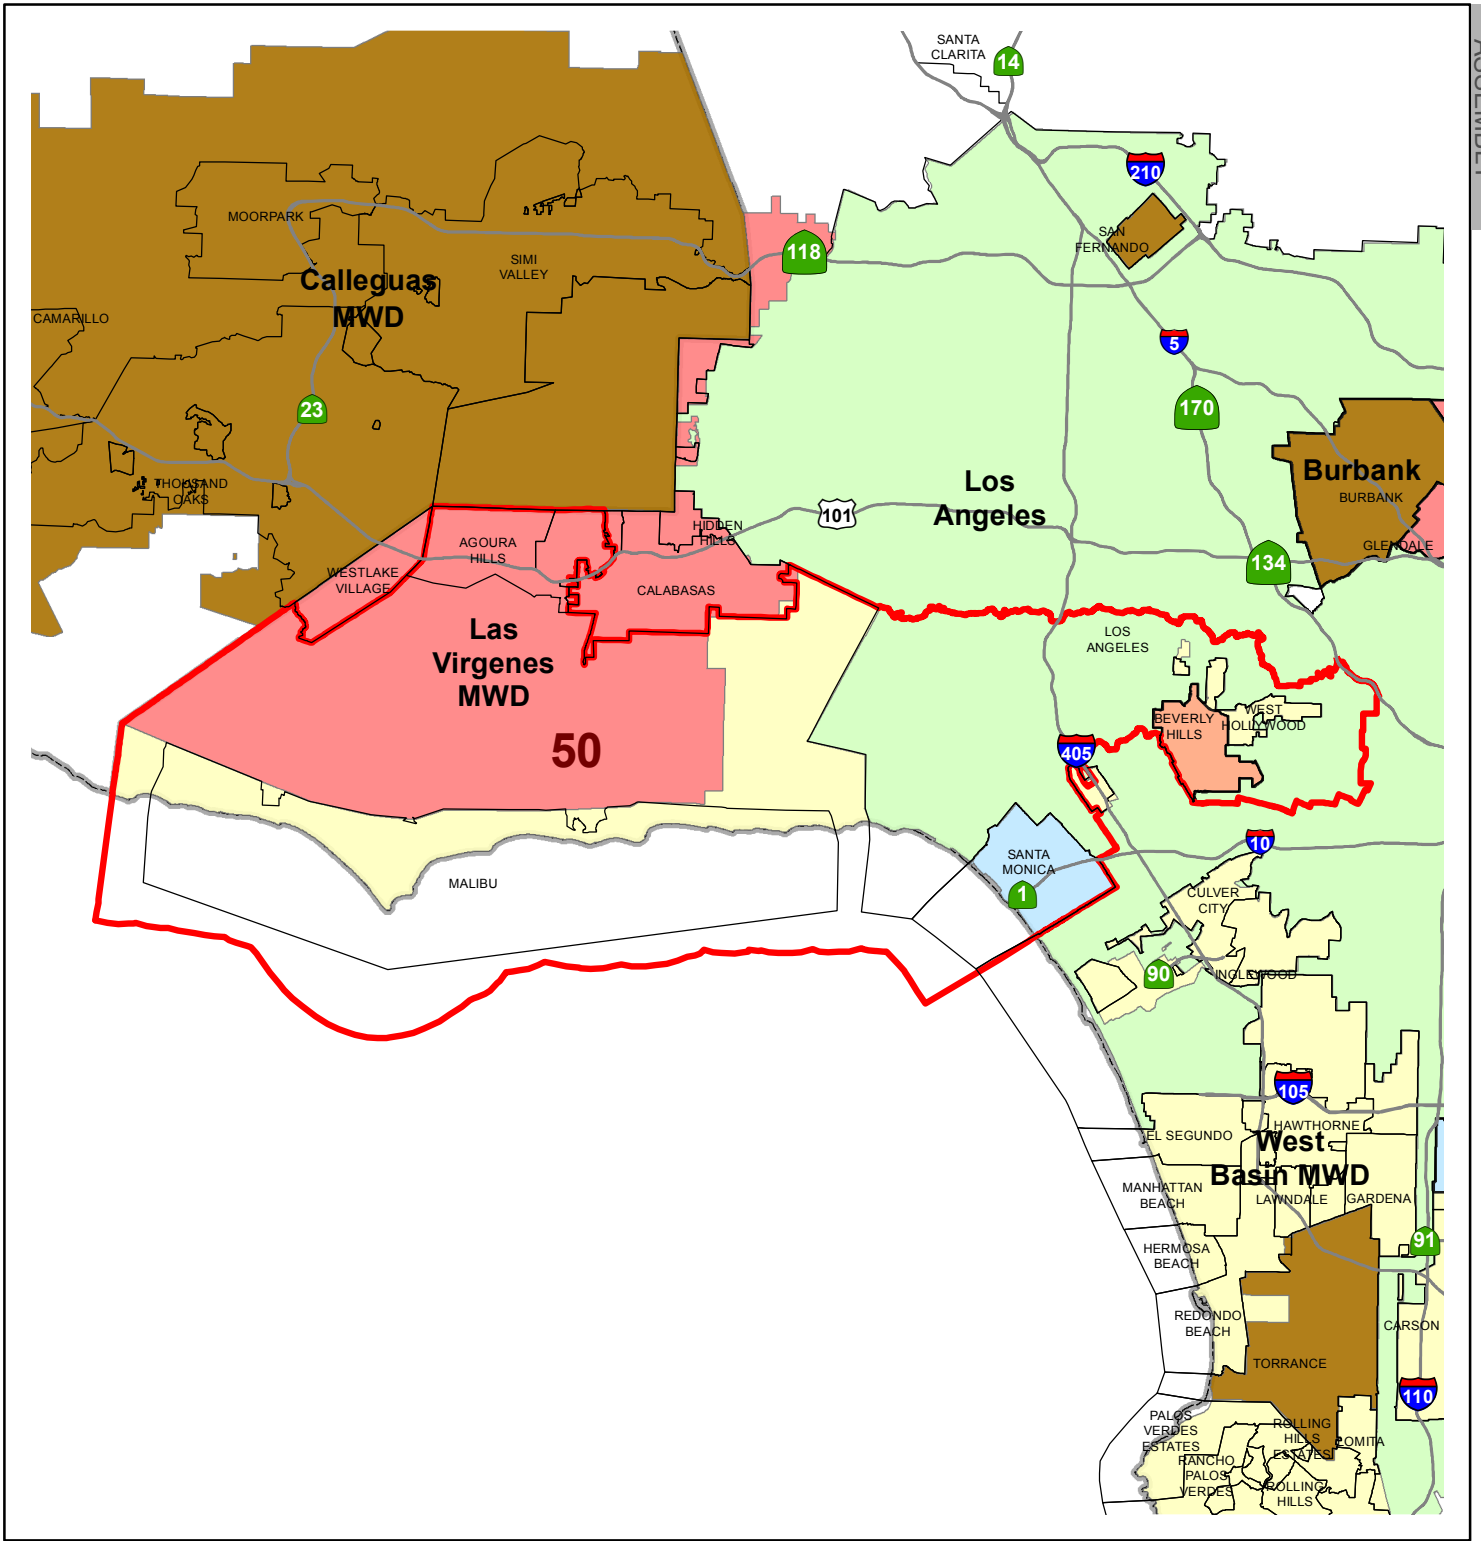 ASSEMBLY
SANTA
CLARITA
14
210
MOORPARK
SAN
FERNANDO
118
SIMI
VALLEY
Calleguas
MWD
CAMARILLO
5
23
170
Los
Angeles
Burbank
BURBANK
THOUSAND
OAKS
101
HIDDEN
HILLS
AGOURA
HILLS
GLENDALE
134
WESTLAKE
VILLAGE
CALABASAS
Las
Virgenes
MWD
LOS
ANGELES
BEVERLY
HILLS
WEST
HOLLYWOOD
50
405
10
SANTA
MONICA
1
MALIBU
CULVER
CITY
90
INGLEWOOD
105
HAWTHORNE
EL SEGUNDO
West
Basin MWD
MANHATTAN
BEACH
LAWNDALE
GARDENA
91
HERMOSA
BEACH
REDONDO
BEACH
CARSON
TORRANCE
110
PALOS
VERDES
ESTATES
ROLLING
HILLS
ESTATES
LOMITA
RANCHO
PALOS
VERDES
ROLLING
HILLS